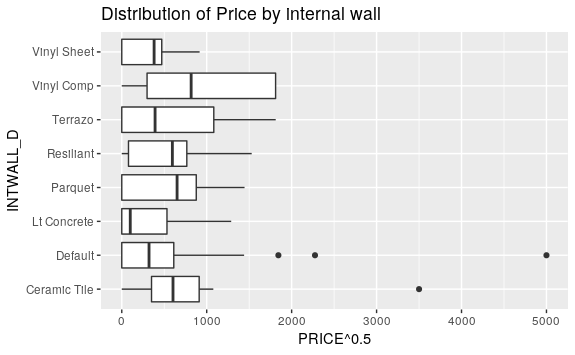 Distribution of Price by internal wall
INTWALL_D
Vinyl Sheet
Vinyl Comp
Terrazo
Resiliant
Parquet
Lt Concrete
Default
Ceramic Tile
0 1000 2000 3000 4000 5000
PRICE^0.5